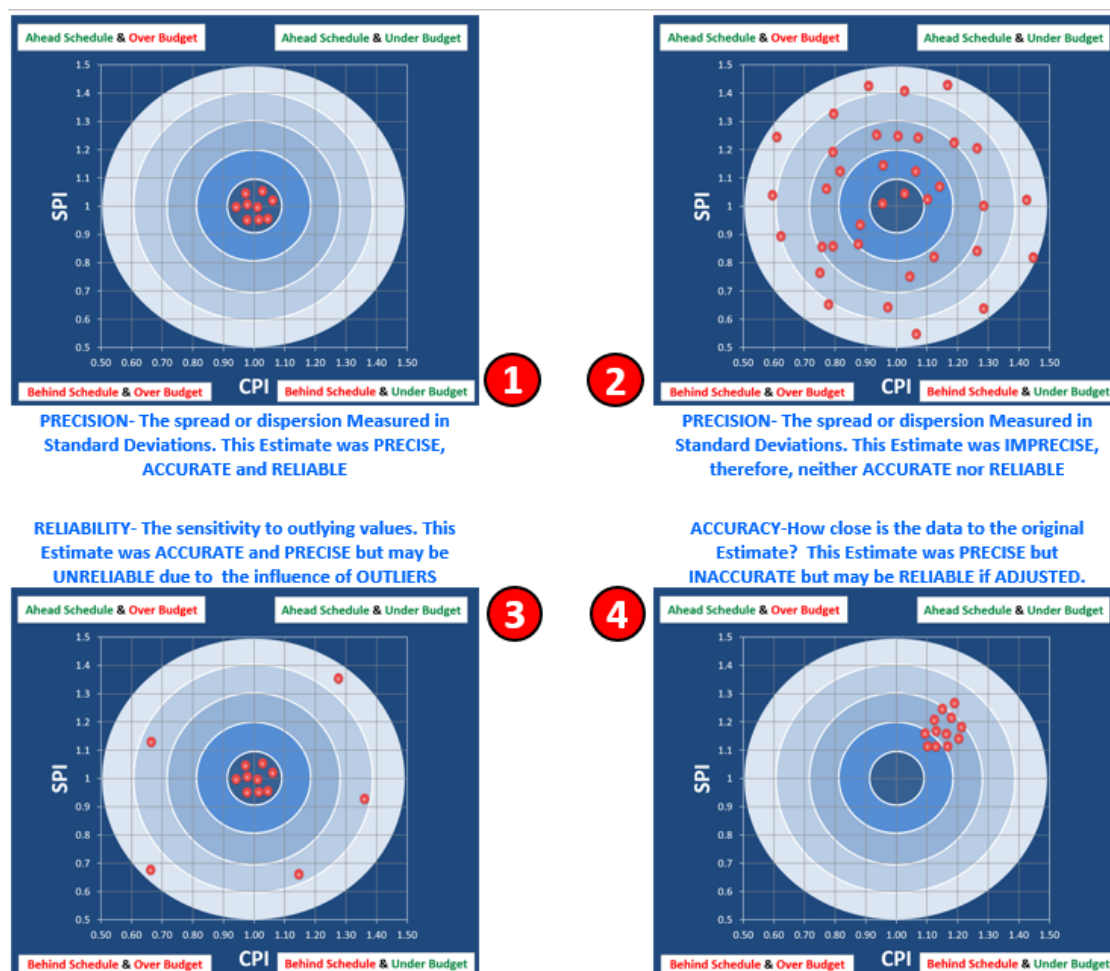 Ahead Schedule & Over Budget
Ahead Schedule & Under Budget
1.5
1.4
1.3
1.2
1.1
1
0.9
0.8
0.7
0.6
0.5
SPI
0.50 0.60 0.70 0.80 0.90 1.00 1.10 1.20 1.30 1.40 1.50
CPI
Behind Schedule & Over Budget
Behind Schedule & Under Budget
1
PRECISION- The spread or dispersion Measured in
Standard Deviations. This Estimate was PRECISE,
ACCURATE and RELIABLE
Ahead Schedule & Over Budget
Ahead Schedule & Under Budget
1.5
1.4
1.3
1.2
1.1
1
0.9
0.8
0.7
0.6
0.5
SPI
0.50 0.60 0.70 0.80 0.90 1.00 1.10 1.20 1.30 1.40 1.50
CPI
Behind Schedule & Over Budget
Behind Schedule & Under Budget
2
PRECISION- The spread or dispersion Measured in
Standard Deviations. This Estimate was IMPRECISE,
therefore, neither ACCURATE nor RELIABLE
RELIABILITY- The sensitivity to outlying values. This
Estimate was ACCURATE and PRECISE but may be
UNRELIABLE due to the influence of OUTLIERS
Ahead Schedule & Over Budget
Ahead Schedule & Under Budget
3
1.5
1.4
1.3
1.2
1.1
1
0.9
0.8
0.7
0.6
0.5
SPI
0.50 0.60 0.70 0.80 0.90 1.00 1.10 1.20 1.30 1.40 1.50
CPI
Behind Schedule & Over Budget
Behind Schedule & Under Budget
ACCURACY-How close is the data to the original
Estimate? This Estimate was PRECISE but
INACCURATE but may be RELIABLE if ADJUSTED.
4
Ahead Schedule & Over Budget
Ahead Schedule & Under Budget
1.5
1.4
1.3
1.2
1.1
1
0.9
0.8
0.7
0.6
0.5
SPI
0.50 0.60 0.70 0.80 0.90 1.00 1.10 1.20 1.30 1.40 1.50
CPI
Behind Schedule & Over Budget
Behind Schedule & Under Budget